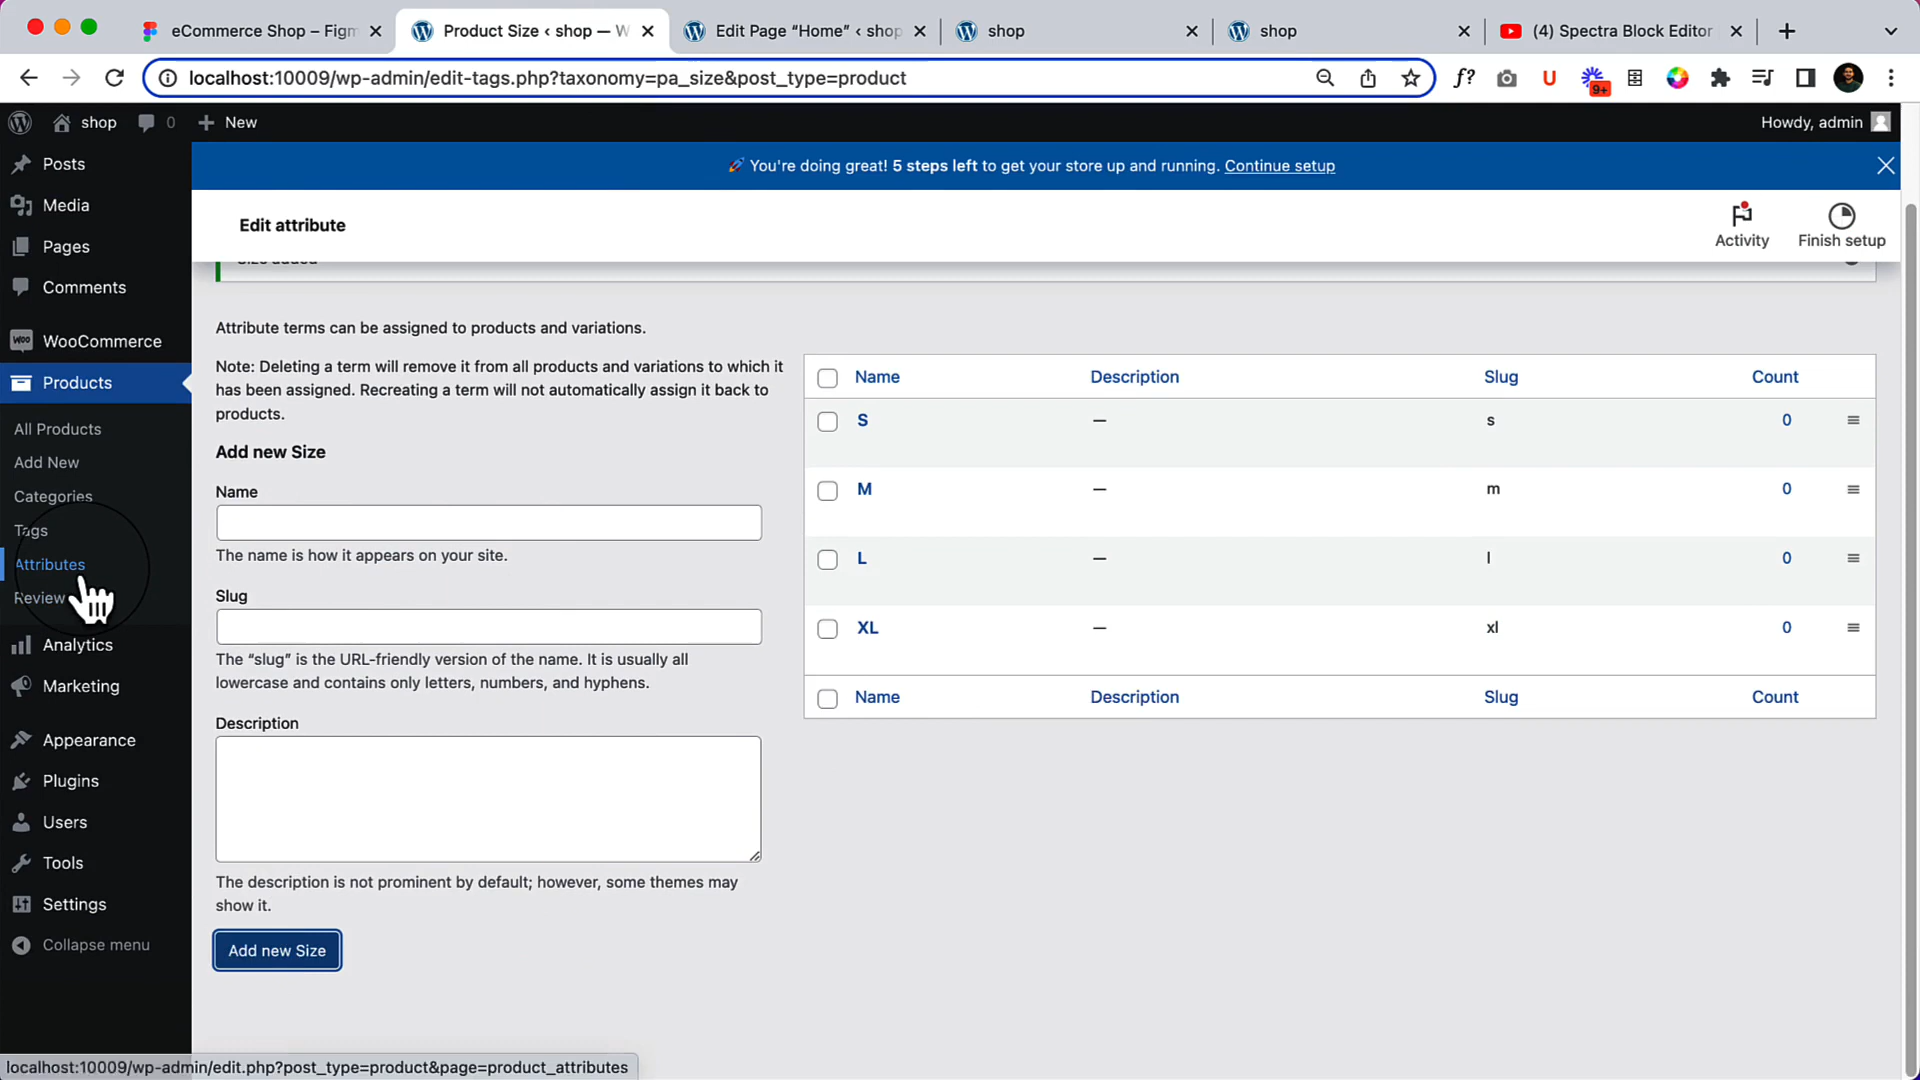 eCommerce Shop – Figm
Product Size ‹ shop — W
Edit Page “Home” ‹ shop
shop
shop
(4) Spectra Block Editor
localhost:10009/wp-admin/edit-tags.php?taxonomy=pa_size&post_type=product
f?
U
9+
shop
0
New
Howdy, admin
Posts
Media
Pages
Comments
WOO WooCommerce
Products
All Products
Add New
Categories
Tags
Attributes
Review
Analytics
Marketing
Appearance
Plugins
Users
Tools
Settings
Collapse menu
🚀 You're doing great! 5 steps left to get your store up and running. Continue setup
Edit attribute
Activity
Finish setup
Size added
Attribute terms can be assigned to products and variations.
Note: Deleting a term will remove it from all products and variations to which it
has been assigned. Recreating a term will not automatically assign it back to
products.
Add new Size
Name
The name is how it appears on your site.
Slug
The “slug” is the URL-friendly version of the name. It is usually all
lowercase and contains only letters, numbers, and hyphens.
Description
The description is not prominent by default; however, some themes may
show it.
Add new Size
Name Description Slug Count
S — s 0
M — m 0
L — l 0
XL — xl 0
Name Description Slug Count
localhost:10009/wp-admin/edit.php?post_type=product&page=product_attributes